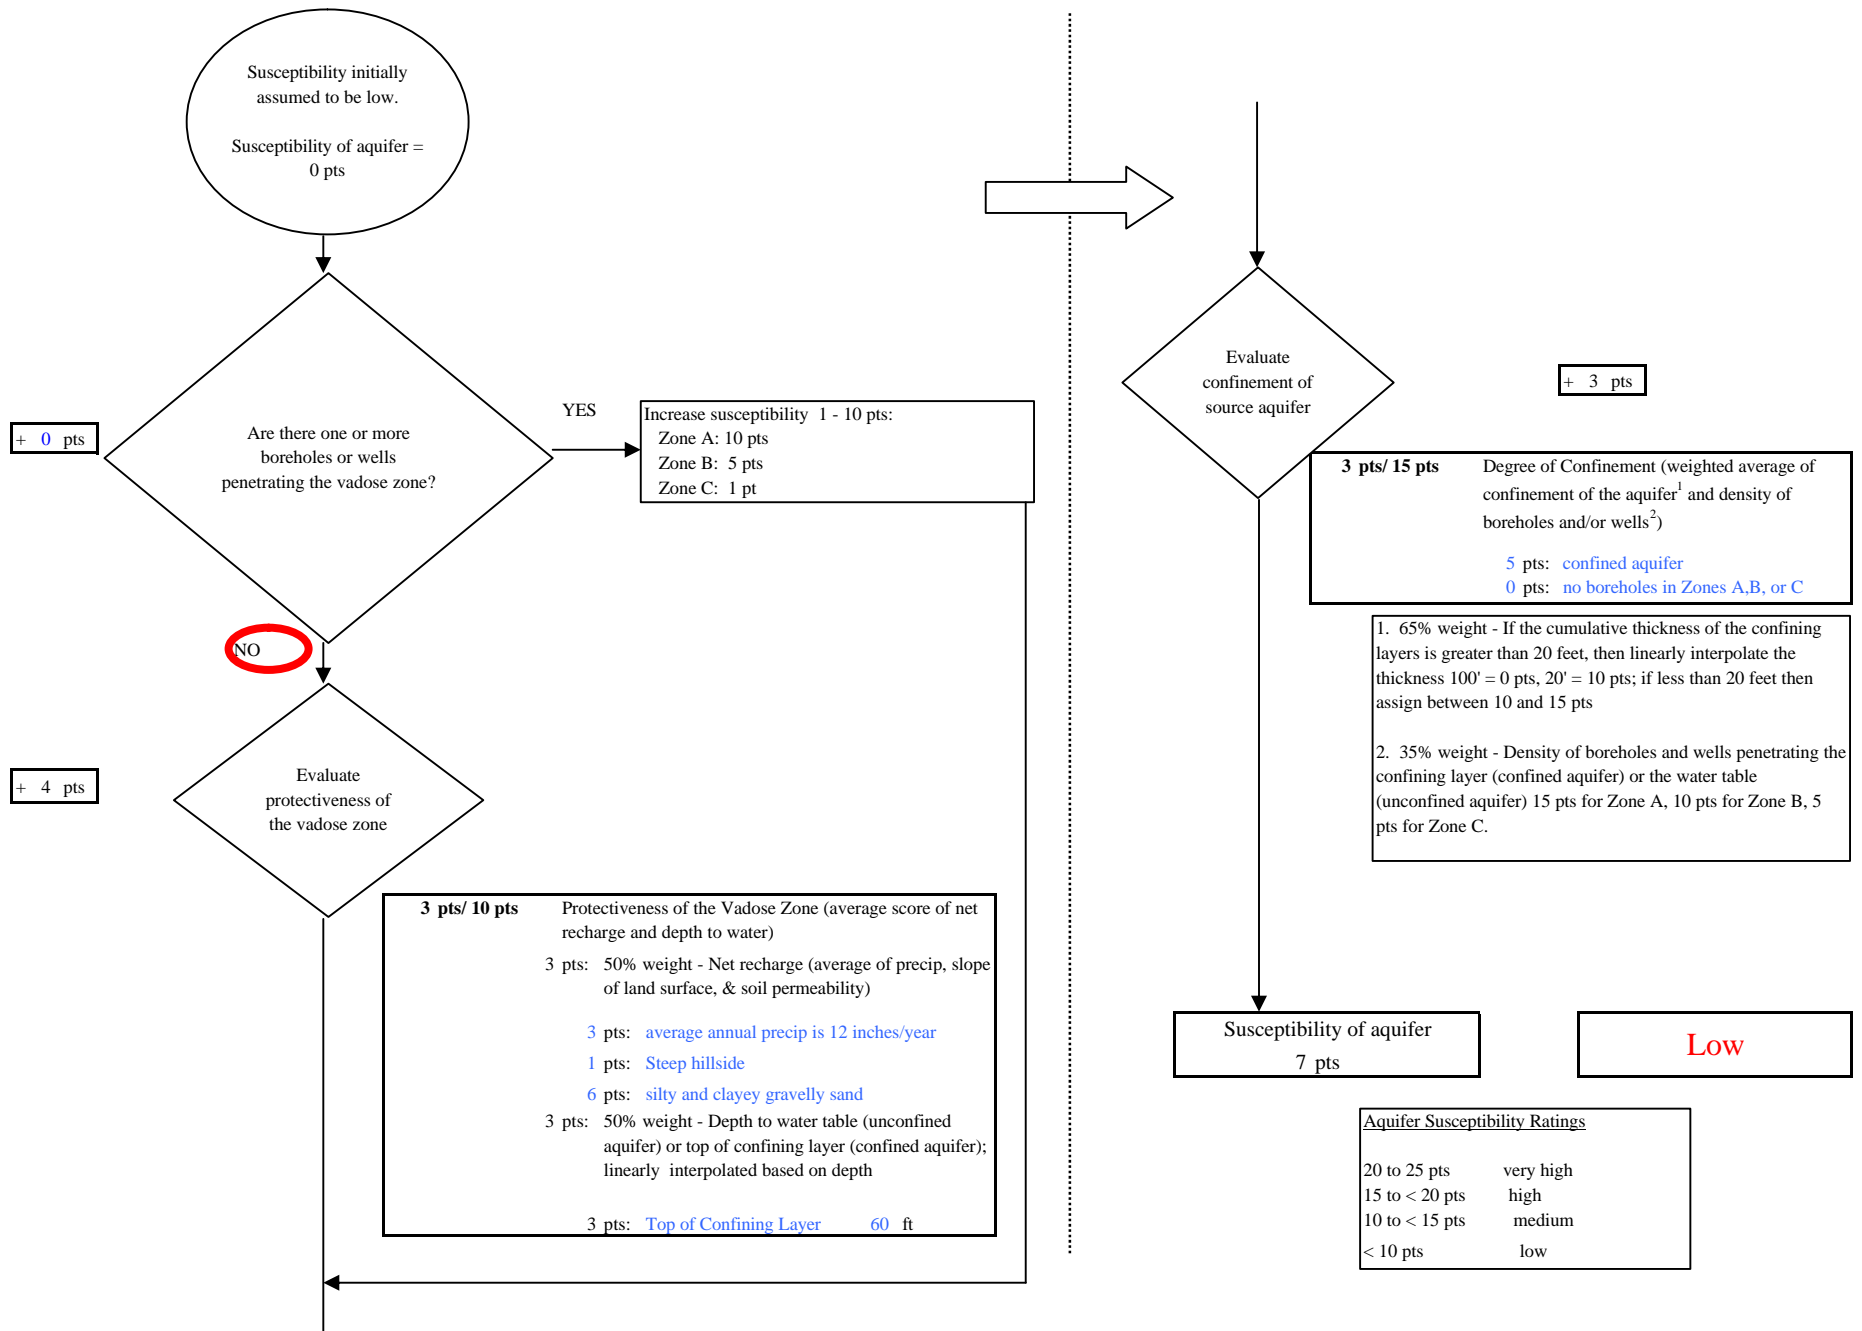 Susceptibility initially
assumed to be low.
Susceptibility of aquifer =
0 pts
+ 0 pts
Are there one or more
boreholes or wells
penetrating the vadose zone?
YES
Increase susceptibility 1 - 10 pts:
Zone A: 10 pts
Zone B: 5 pts
Zone C: 1 pt
NO
+ 4 pts
Evaluate
protectiveness of
the vadose zone
3 pts/ 10 pts Protectiveness of the Vadose Zone (average score of net
recharge and depth to water)
3 pts: 50% weight - Net recharge (average of precip, slope
of land surface, & soil permeability)
3 pts: average annual precip is 12 inches/year
1 pts: Steep hillside
6 pts: silty and clayey gravelly sand
3 pts: 50% weight - Depth to water table (unconfined
aquifer) or top of confining layer (confined aquifer);
linearly interpolated based on depth
3 pts: Top of Confining Layer 60 ft
Evaluate
confinement of
source aquifer
+ 3 pts
3 pts/ 15 pts Degree of Confinement (weighted average of
confinement of the aquifer1 and density of
boreholes and/or wells2)
5 pts: confined aquifer
0 pts: no boreholes in Zones A,B, or C
1. 65% weight - If the cumulative thickness of the confining
layers is greater than 20 feet, then linearly interpolate the
thickness 100' = 0 pts, 20' = 10 pts; if less than 20 feet then
assign between 10 and 15 pts
2. 35% weight - Density of boreholes and wells penetrating the
confining layer (confined aquifer) or the water table
(unconfined aquifer) 15 pts for Zone A, 10 pts for Zone B, 5
pts for Zone C.
Susceptibility of aquifer
7 pts
Low
Aquifer Susceptibility Ratings
20 to 25 pts very high
15 to < 20 pts high
10 to < 15 pts medium
< 10 pts low